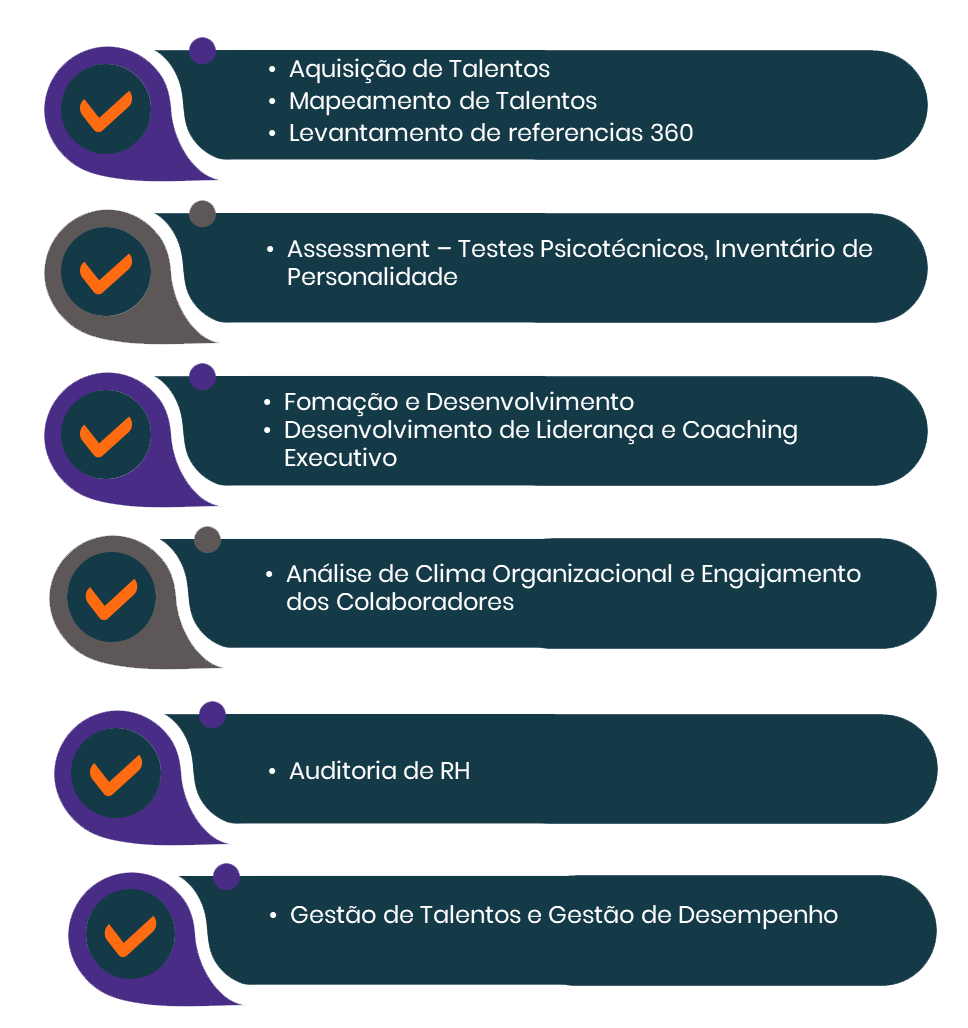 • Aquisição de Talentos
• Mapeamento de Talentos
• Levantamento de referencias 360
• Assessment – Testes Psicotécnicos, Inventário de
Personalidade
• Fomação e Desenvolvimento
• Desenvolvimento de Liderança e Coaching
Executivo
• Análise de Clima Organizacional e Engajamento
dos Colaboradores
• Auditoria de RH
• Gestão de Talentos e Gestão de Desempenho